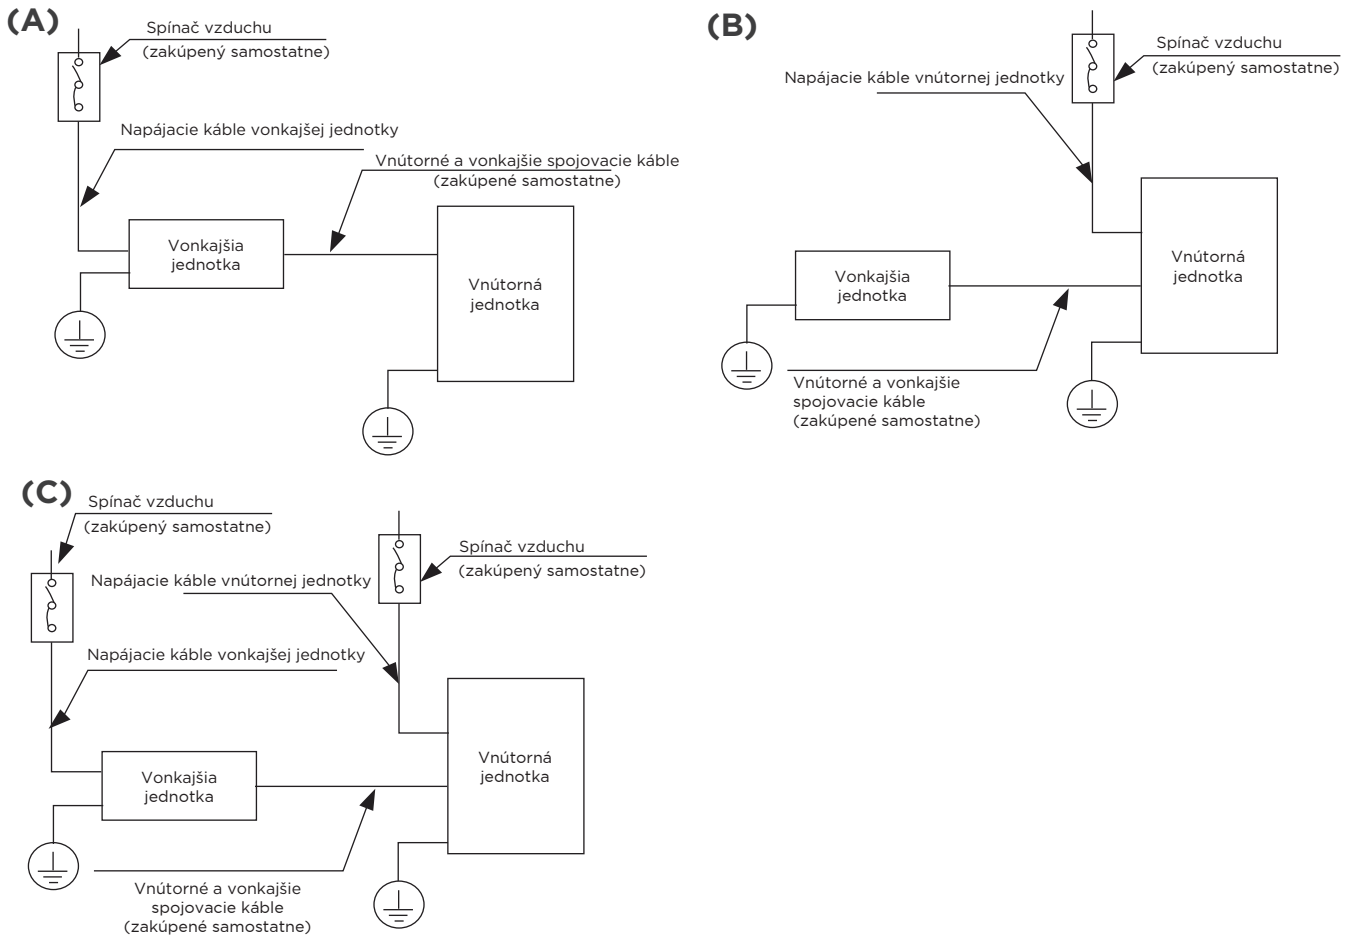 (A)
Spínač vzduchu
(zakúpený samostatne)
Napájacie káble vonkajšej jednotky
Vnútorné a vonkajšie spojovacie káble
(zakúpené samostatne)
Vonkajšia
jednotka
Vnútorná
jednotka
(B)
Spínač vzduchu
(zakúpený samostatne)
Napájacie káble vnútornej jednotky
Vnútorná
jednotka
Vonkajšia
jednotka
Vnútorné a vonkajšie
spojovacie káble
(zakúpené samostatne)
(C)
Spínač vzduchu
(zakúpený samostatne)
Spínač vzduchu
(zakúpený samostatne)
Napájacie káble vnútornej jednotky
Napájacie káble vonkajšej jednotky
Vnútorná
jednotka
Vonkajšia
jednotka
Vnútorné a vonkajšie
spojovacie káble
(zakúpené samostatne)